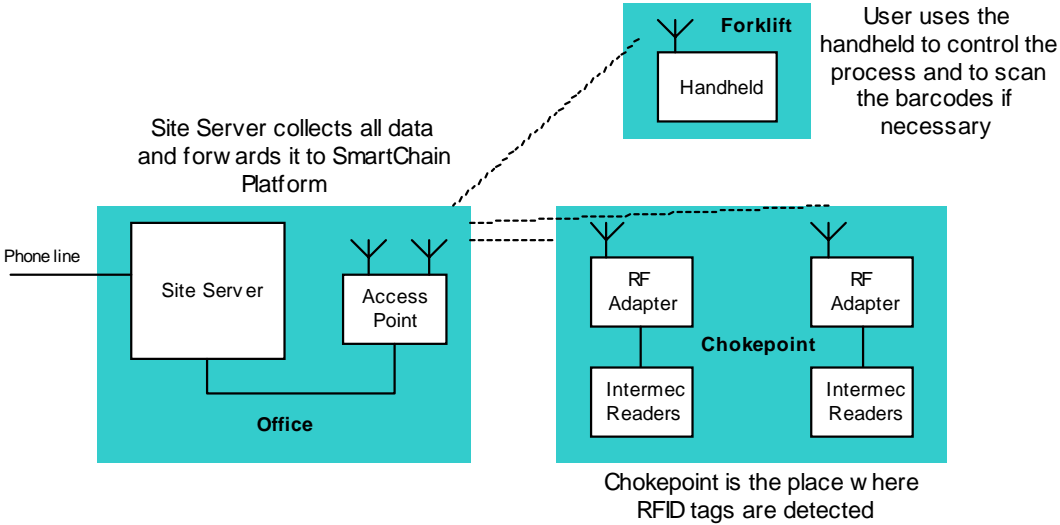 Forklift
Handheld
User uses the
handheld to control the
process and to scan
the barcodes if
necessary
Site Server collects all data
and forwards it to SmartChain
Platform
Phone line
Site Server
Access
Point
Office
RF
Adapter
RF
Adapter
Chokepoint
Intermec
Readers
Intermec
Readers
Chokepoint is the place where
RFID tags are detected